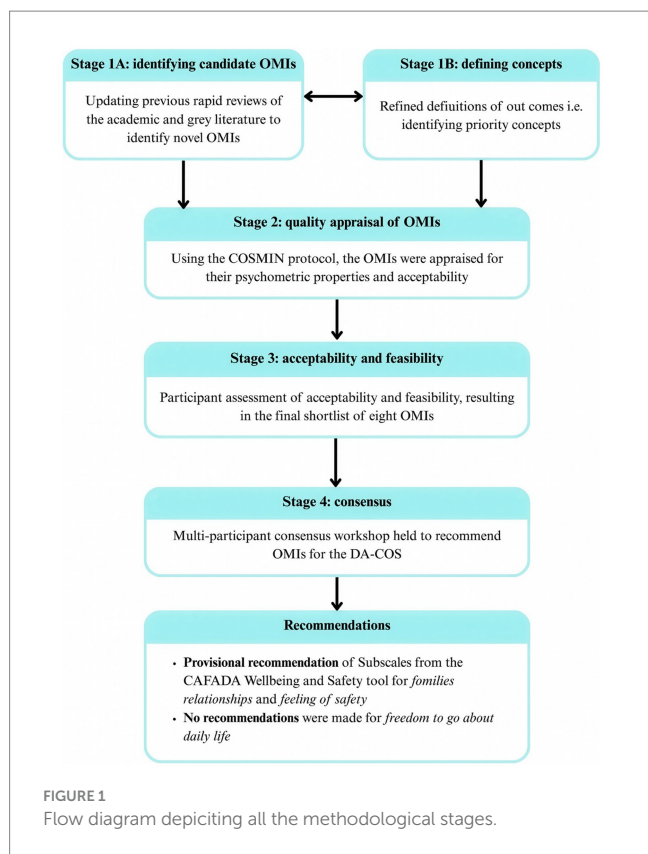 Stage 1A: identifying candidate OMIs
Updating previous rapid reviews of
the academic and grey literature to
identify novel OMIs
Stage 1B: defining concepts
Refined defiuitions of out comes i.e.
identifying priority concepts
Stage 2: quality appraisal of OMIs
Using the COSMIN protocol, the OMIs were appraised for
their psychometric properties and acceptability
Stage 3: acceptability and feasibility
Participant assessment of acceptability and feasibility, resulting
in the final shortlist of eight OMIs
Stage 4: consensus
Multi-participant consensus workshop held to recommend
OMIs for the DA-COS
Recommendations
• Provisional recommendation of Subscales from the
CAFADA Wellbeing and Safety tool for fomilies
relationships and feeling of safety
• No recommendations were made for freedom to go about
daily life
FIGURE 1
Flow diagram depiciting all the methodological stages.